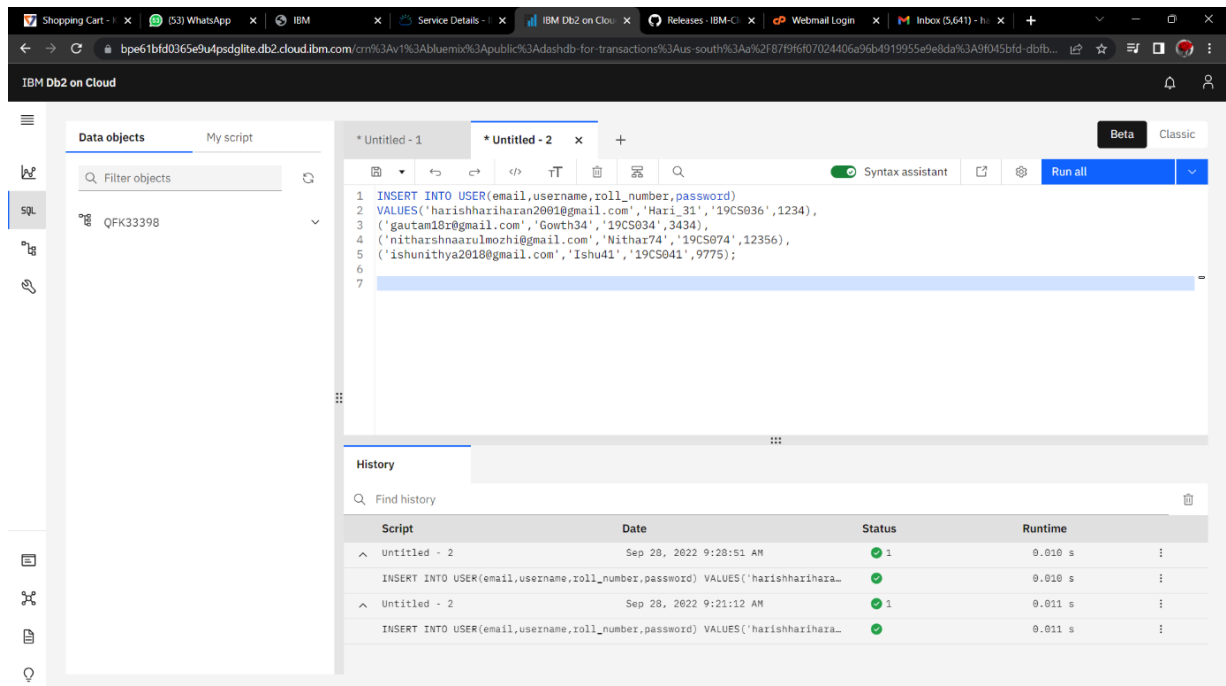 Shopping Cart - K
(53) WhatsApp
IBM
Service Details - I
IBM Db2 on Clou
Releases · IBM-Cl
Webmail Login
Inbox (5,641) - ha
bpe61bfd0365e9u4psdglite.db2.cloud.ibm.com/crn%3Av1%3Abluemix%3Apublic%3Adashdb-for-transactions%3Aus-south%3Aa%2F87f9f6f07024406a96b4919955e9e8da%3A9f045bfd-dbfb...
IBM Db2 on Cloud
Data objects
My script
* Untitled - 1
* Untitled - 2
Beta
Classic
Filter objects
Syntax assistant
Run all
SQL
QFK33398
1 INSERT INTO USER(email,username,roll_number,password)
2 VALUES('harishhariharan2001@gmail.com','Hari_31','19CS036',1234),
3 ('gautam18r@gmail.com','Gowth34','19CS034',3434),
4 ('nitharshnaarulmozhi@gmail.com','Nithar74','19CS074',12356),
5 ('ishunithya2018@gmail.com','Ishu41','19CS041',9775);
6
7
History
Find history
Script Date Status Runtime
Untitled - 2 Sep 28, 2022 9:28:51 AM 1 0.010 s
INSERT INTO USER(email,username,roll_number,password) VALUES('harishharihara… 0.010 s
Untitled - 2 Sep 28, 2022 9:21:12 AM 1 0.011 s
INSERT INTO USER(email,username,roll_number,password) VALUES('harishharihara… 0.011 s